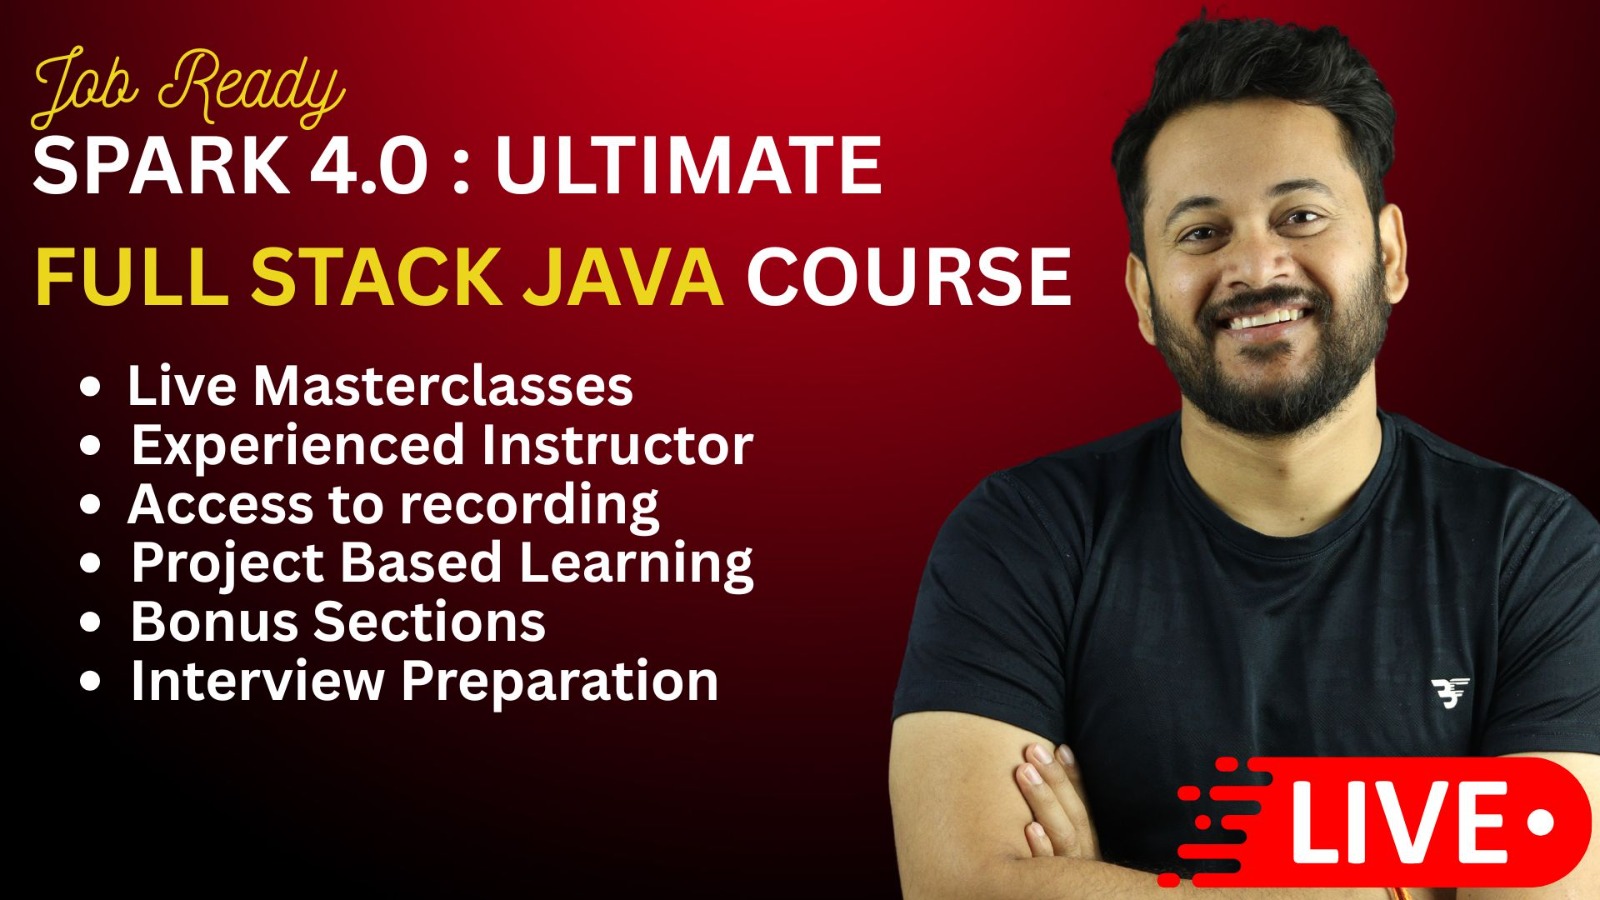 Job Ready
SPARK 4.0 : ULTIMATE
FULL STACK JAVA COURSE
• Live Masterclasses
• Experienced Instructor
• Access to recording
• Project Based Learning
• Bonus Sections
• Interview Preparation
LIVE